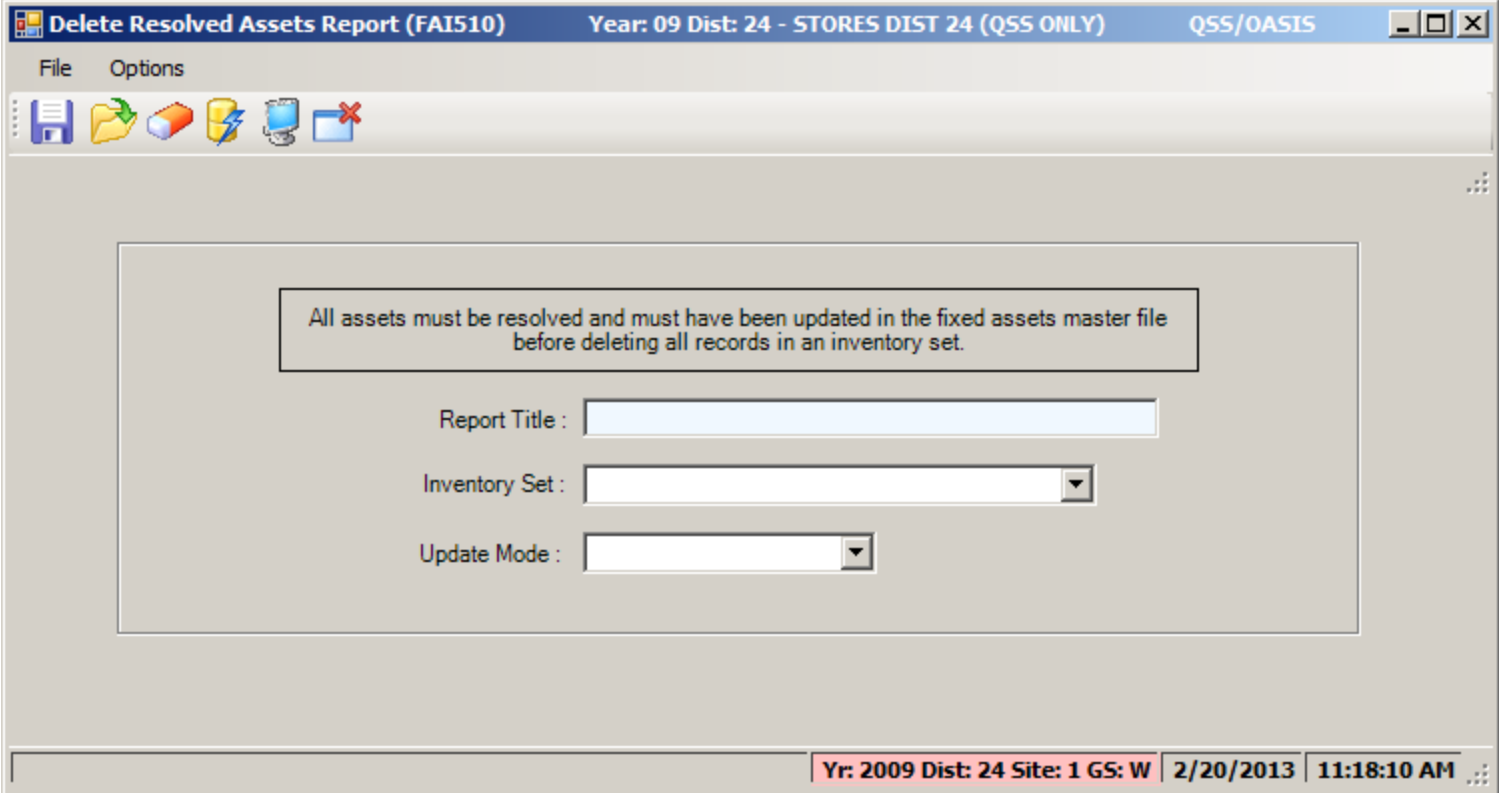 Delete Resolved Assets Report (FAI510) Year: 09 Dist: 24 - STORES DIST 24 (QSS ONLY) QSS/OASIS
File Options
All assets must be resolved and must have been updated in the fixed assets master file
before deleting all records in an inventory set.
Report Title :
Inventory Set :
Update Mode :
Yr: 2009 Dist: 24 Site: 1 GS: W 2/20/2013 11:18:10 AM